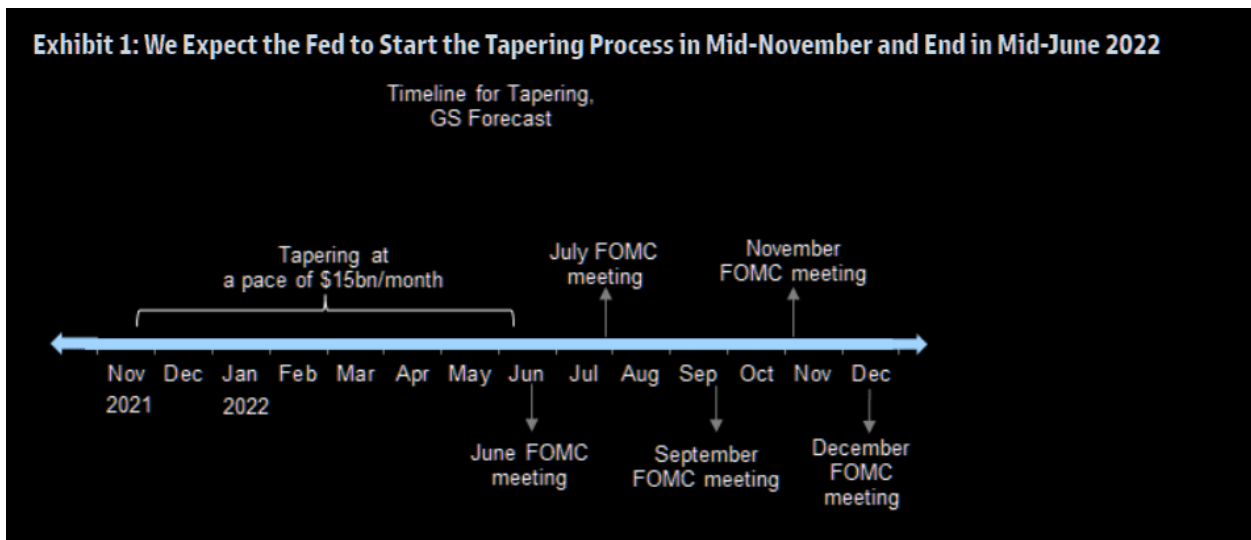 Exhibit 1: We Expect the Fed to Start the Tapering Process in Mid-November and End in Mid-June 2022
Timeline for Tapering,
GS Forecast
Tapering at
a pace of $15bn/month
July FOMC
meeting
November
FOMC meeting
Nov Dec Jan Feb Mar Apr May Jun Jul Aug Sep Oct Nov Dec
2021 2022
June FOMC
meeting
September
FOMC meeting
December
FOMC
meeting